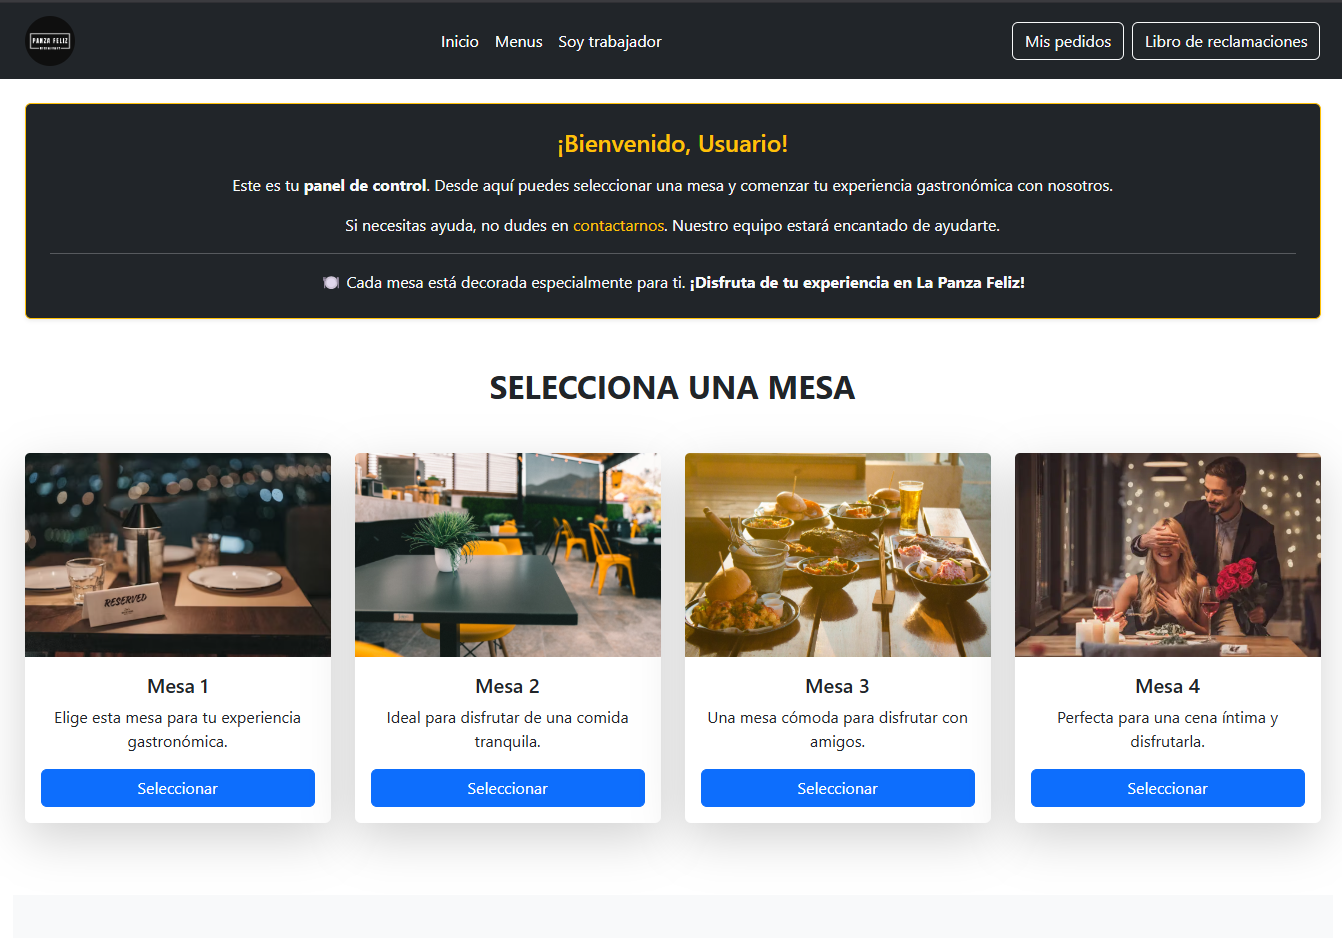 PANZA FELIZ
Inicio Menus Soy trabajador
Mis pedidos Libro de reclamaciones
¡Bienvenido, Usuario!
Este es tu panel de control. Desde aquí puedes seleccionar una mesa y comenzar tu experiencia gastronómica con nosotros.
Si necesitas ayuda, no dudes en contactarnos. Nuestro equipo estará encantado de ayudarte.
🍽️ Cada mesa está decorada especialmente para ti. ¡Disfruta de tu experiencia en La Panza Feliz!
SELECCIONA UNA MESA
RESERVED
Mesa 1
Elige esta mesa para tu experiencia
gastronómica.
Seleccionar
Mesa 2
Ideal para disfrutar de una comida
tranquila.
Seleccionar
Mesa 3
Una mesa cómoda para disfrutar con
amigos.
Seleccionar
Mesa 4
Perfecta para una cena íntima y
disfrutarla.
Seleccionar